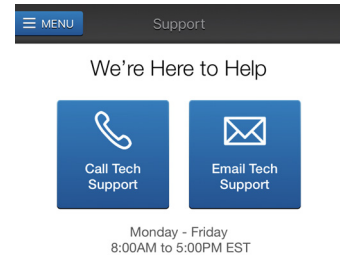 MENU
Support
We're Here to Help
Call Tech
Support
Email Tech
Support
Monday - Friday
8:00AM to 5:00PM EST